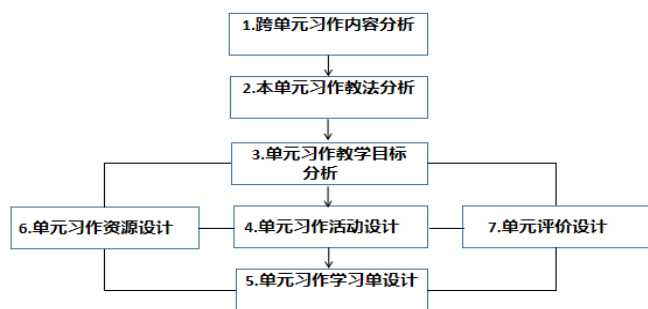 1.跨单元习作内容分析
2.本单元习作教法分析
3.单元习作教学目标
分析
6.单元习作资源设计
4.单元习作活动设计
7.单元评价设计
5.单元习作学习单设计